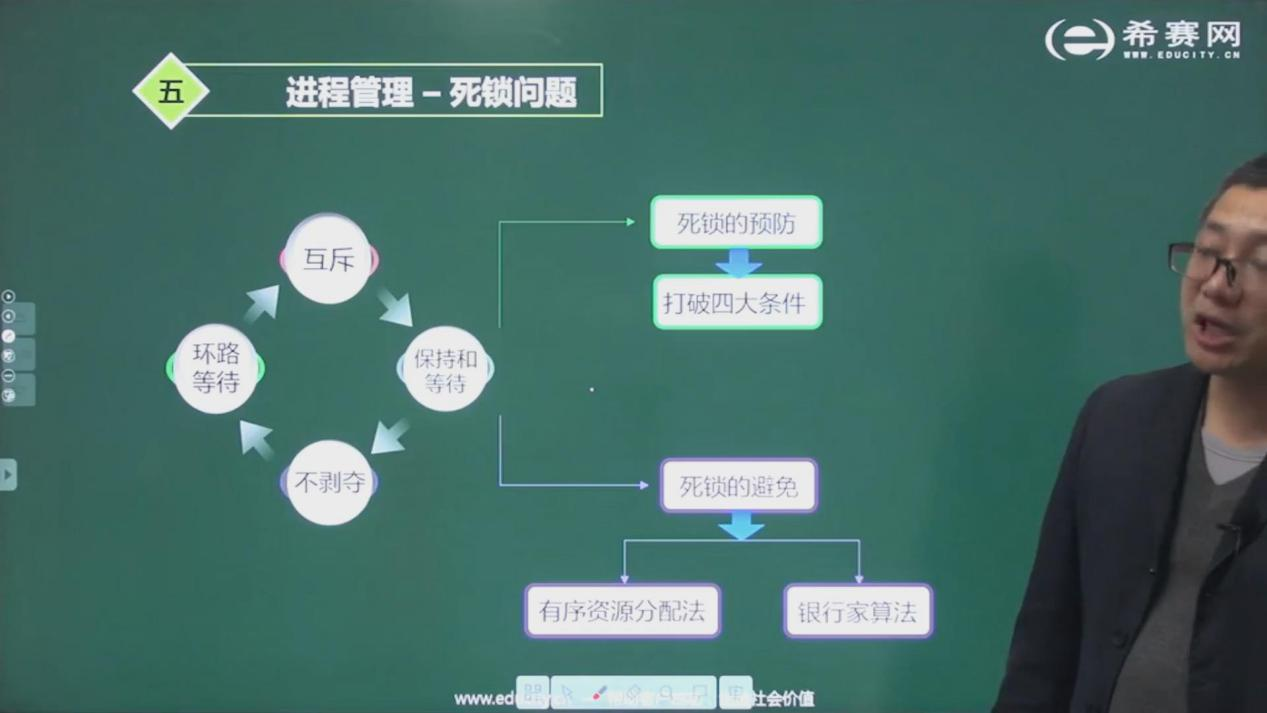 希赛网
WWW.EDUCITY.CN
五
进程管理 – 死锁问题
互斥
保持和
等待
不剥夺
环路
等待
死锁的预防
打破四大条件
死锁的避免
有序资源分配法
银行家算法
社会价值